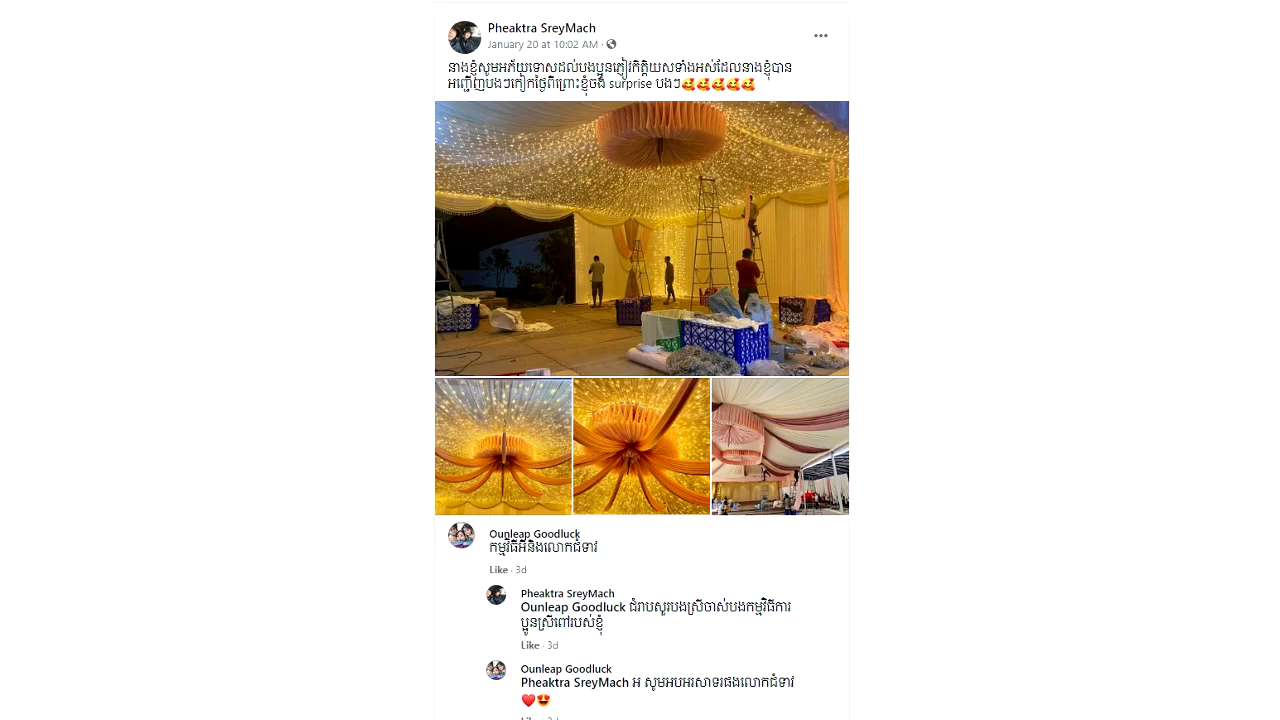 Pheaktra SreyMach
January 20 at 10:02 AM ·
នាងខ្ញុំសូមអភ័យទោសដល់បងប្អូនភ្ញៀវកិត្តិយសទាំងអស់ដែលនាងខ្ញុំបាន
អញ្ជើញបងៗកៀកថ្ងៃពីព្រោះខ្ញុំចង់ surprise បងៗ🥰🥰🥰🥰🥰
Ounleap Goodluck
កម្មវិធីអីនិងលោកជំទាវ
Like · 3d
Pheaktra SreyMach
Ounleap Goodluck ជំរាបសួរបងស្រីចាស់បងកម្មវិធីការ
ប្អូនស្រីពៅរបស់ខ្ញុំ
Like · 3d
Ounleap Goodluck
Pheaktra SreyMach អ សូមអបអរសាទរផងលោកជំទាវ
❤️😍